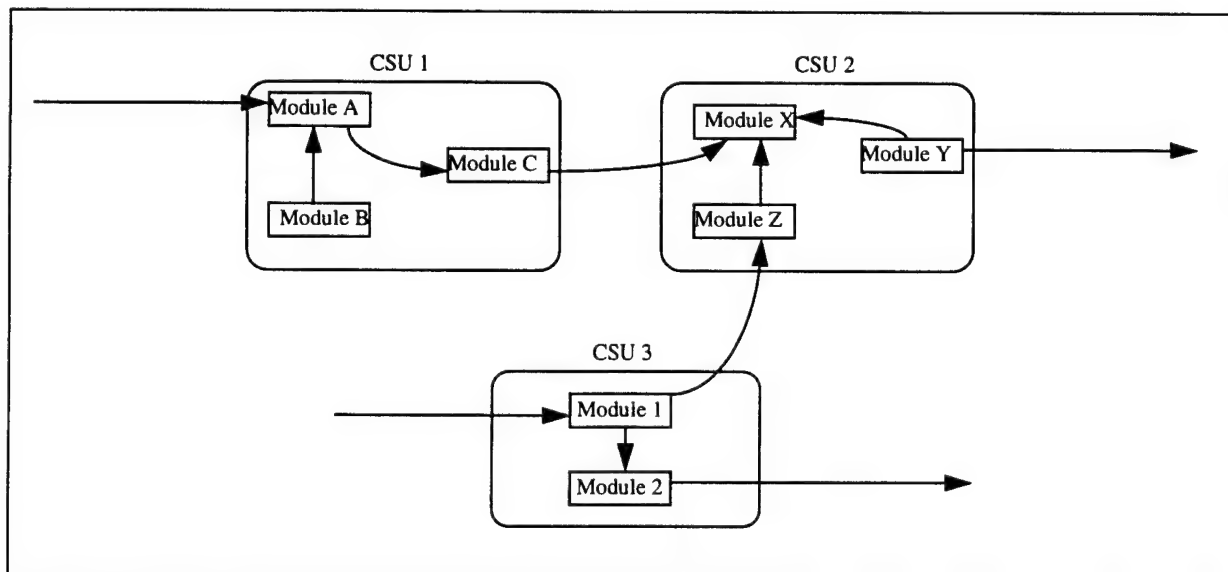 CSU 1
CSU 2
Module A
Module X
Module C
Module Y
Module B
Module Z
CSU 3
Module 1
Module 2